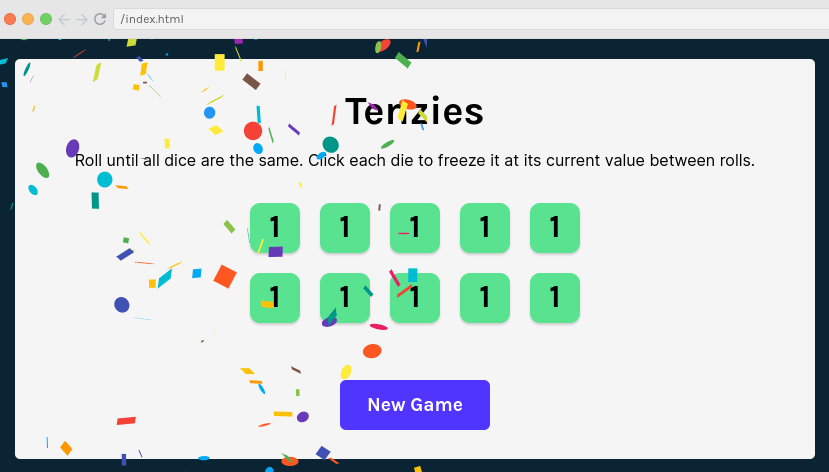 /index.html
Tenzies
Roll until all dice are the same. Click each die to freeze it at its current value between rolls.
1 1 1 1 1
1 1 1 1 1
New Game